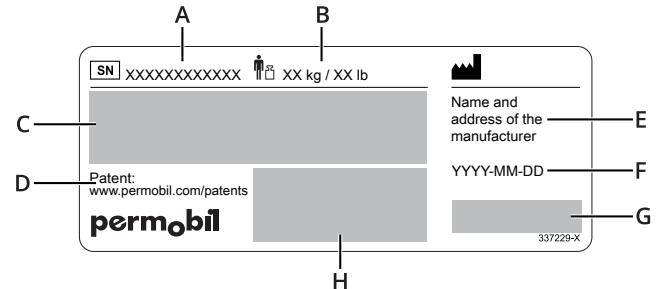 A
B
SN XXXXXXXXXXXX XX kg / XX lb
C
Name and
address of the
manufacturer
E
D
Patent:
www.permobil.com/patents
YYYY-MM-DD
F
permobil
G
337229-X
H